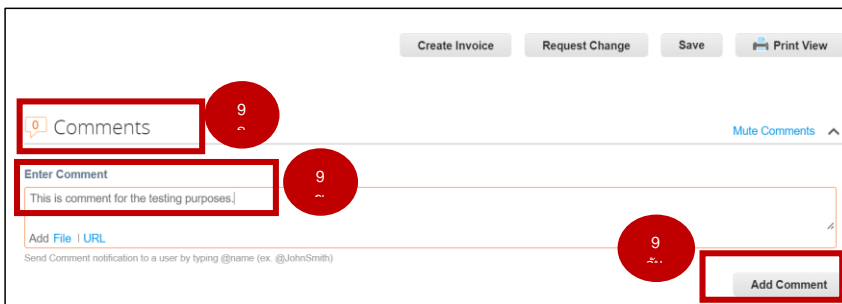 Create Invoice Request Change Save Print View
0 Comments
9
Mute Comments
Enter Comment
9
This is comment for the testing purposes.
Add File | URL
9
Send Comment notification to a user by typing @name (ex. @JohnSmith)
Add Comment